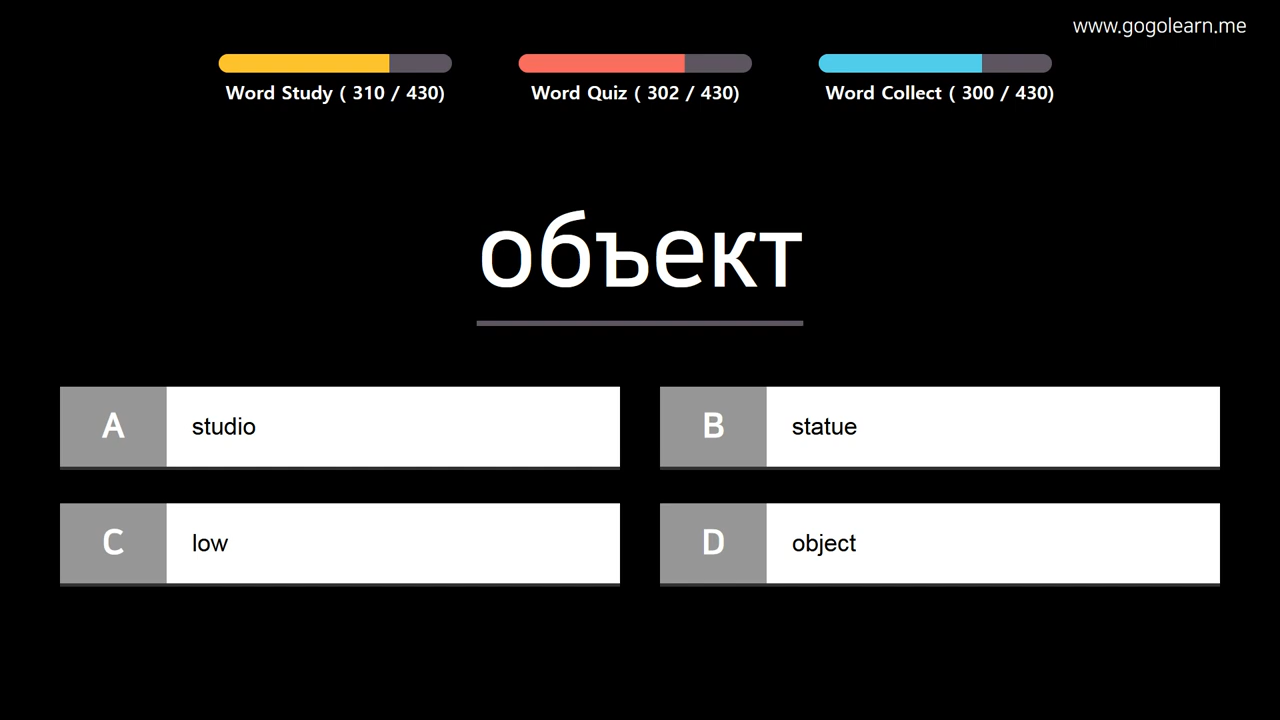 www.gogolearn.me
Word Study ( 310 / 430)
Word Quiz ( 302 / 430)
Word Collect ( 300 / 430)
объект
A studio
B statue
C low
D object